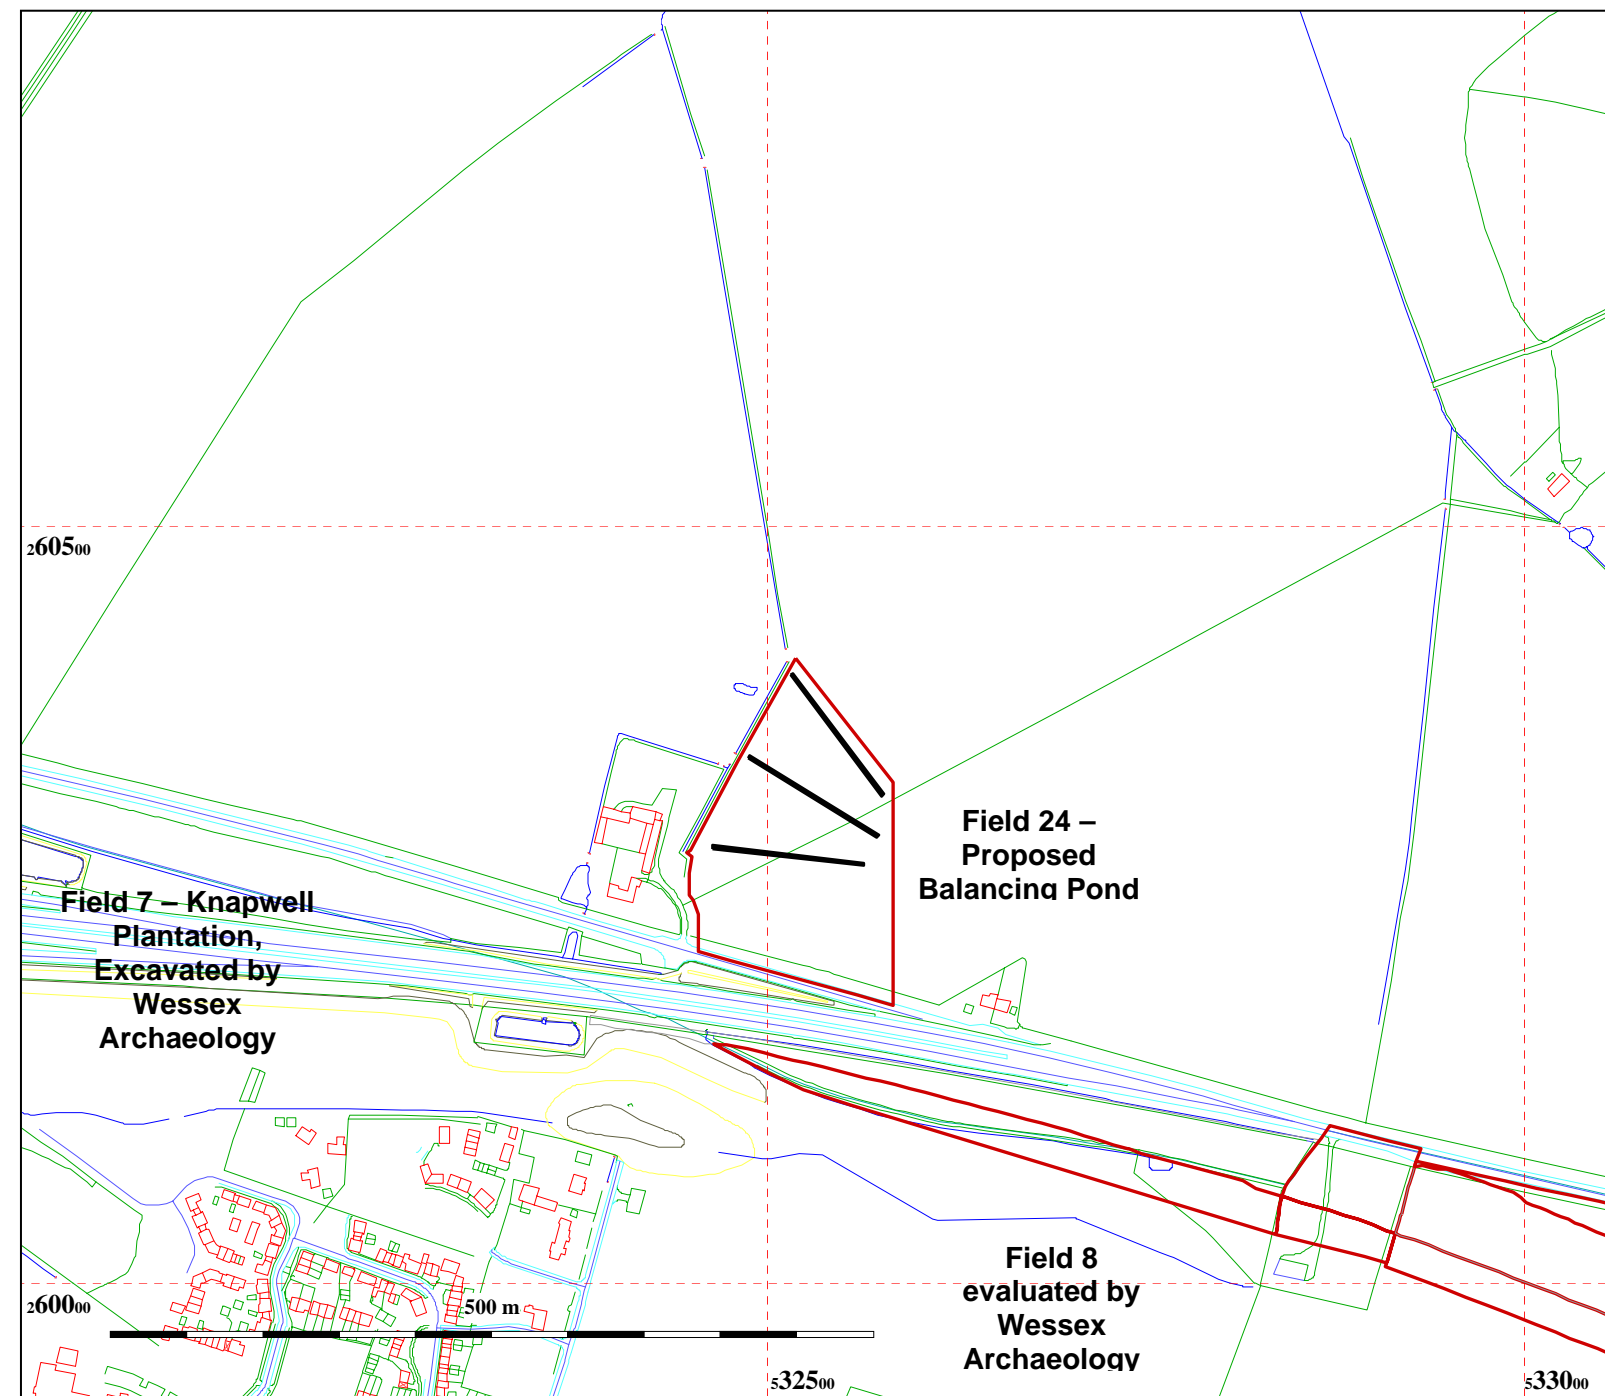 260500
Field 24 –
Proposed
Balancing Pond
Field 7 – Knapwell
Plantation,
Excavated by
Wessex
Archaeology
Field 8
evaluated by
Wessex
Archaeology
260000
500 m
532500
533000